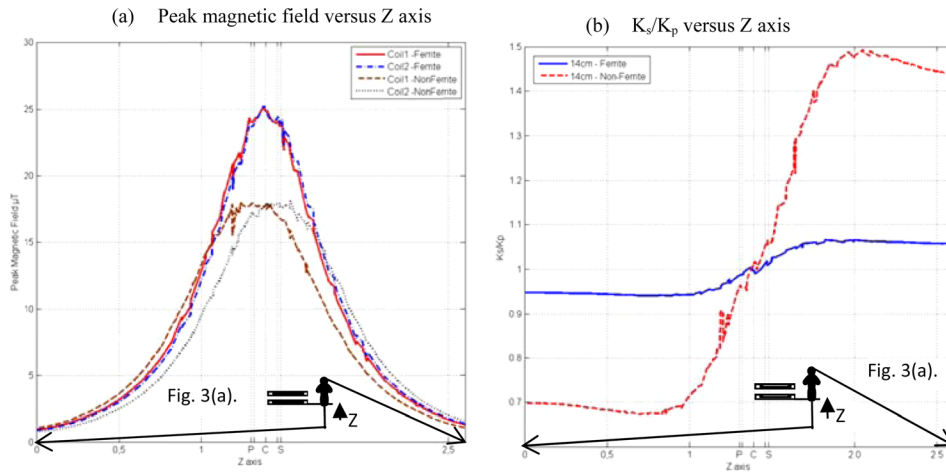 (a) Peak magnetic field versus Z axis
30
25
20
15
10
5
0
Peak Magnetic Field µT
Coil1 -Ferrite
Coil2 -Ferrite
Coil1 -NonFerrite
Coil2 -NonFerrite
Fig. 3(a).
Z
0 0,5 1 P C S 2 2.5
Z axis
(b) Ks/Kp versus Z axis
1.5
1.4
1.3
1.2
1.1
1
0.9
0.8
0.7
Ks/Kp
14cm - Ferrite
14cm - Non-Ferrite
Fig. 3(a).
Z
0 0.5 1.0 P C S 20 2.5
Z axis